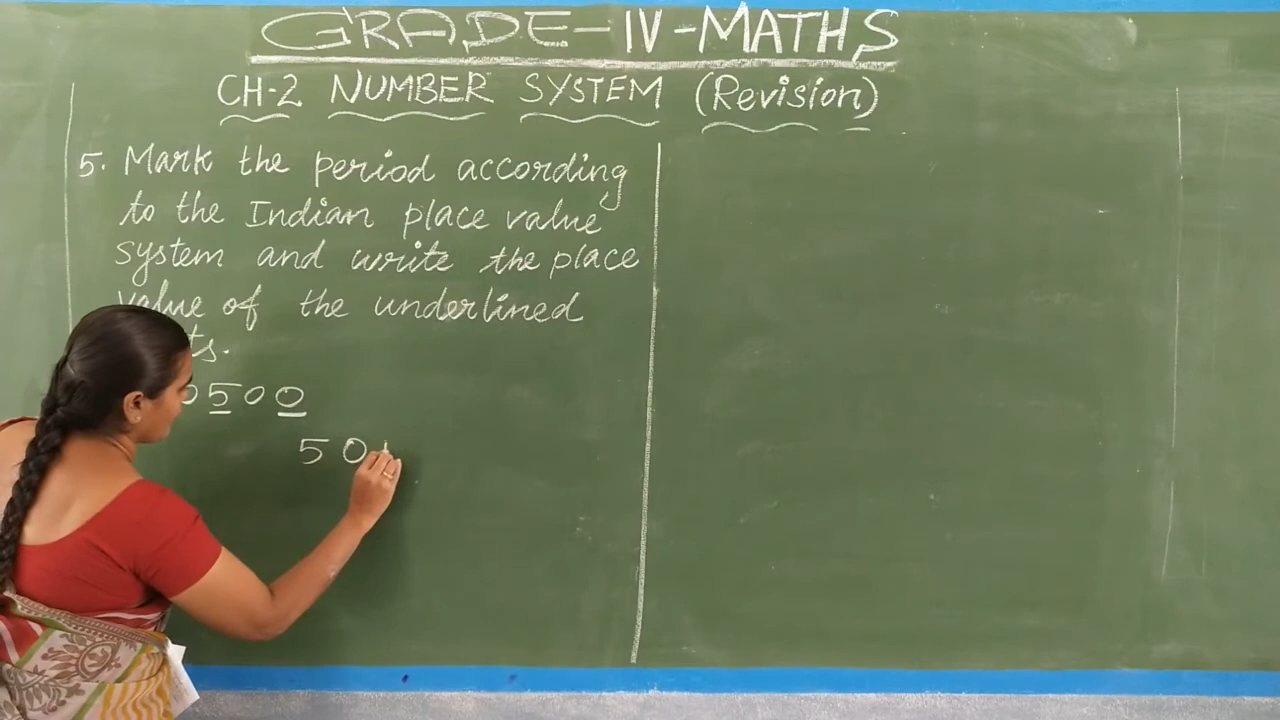 GRADE-IV-MATHS
CH-2 NUMBER SYSTEM (Revision)
5. Mark the period according
to the Indian place value
system and write the place
value of the underlined
ts.
0500
50